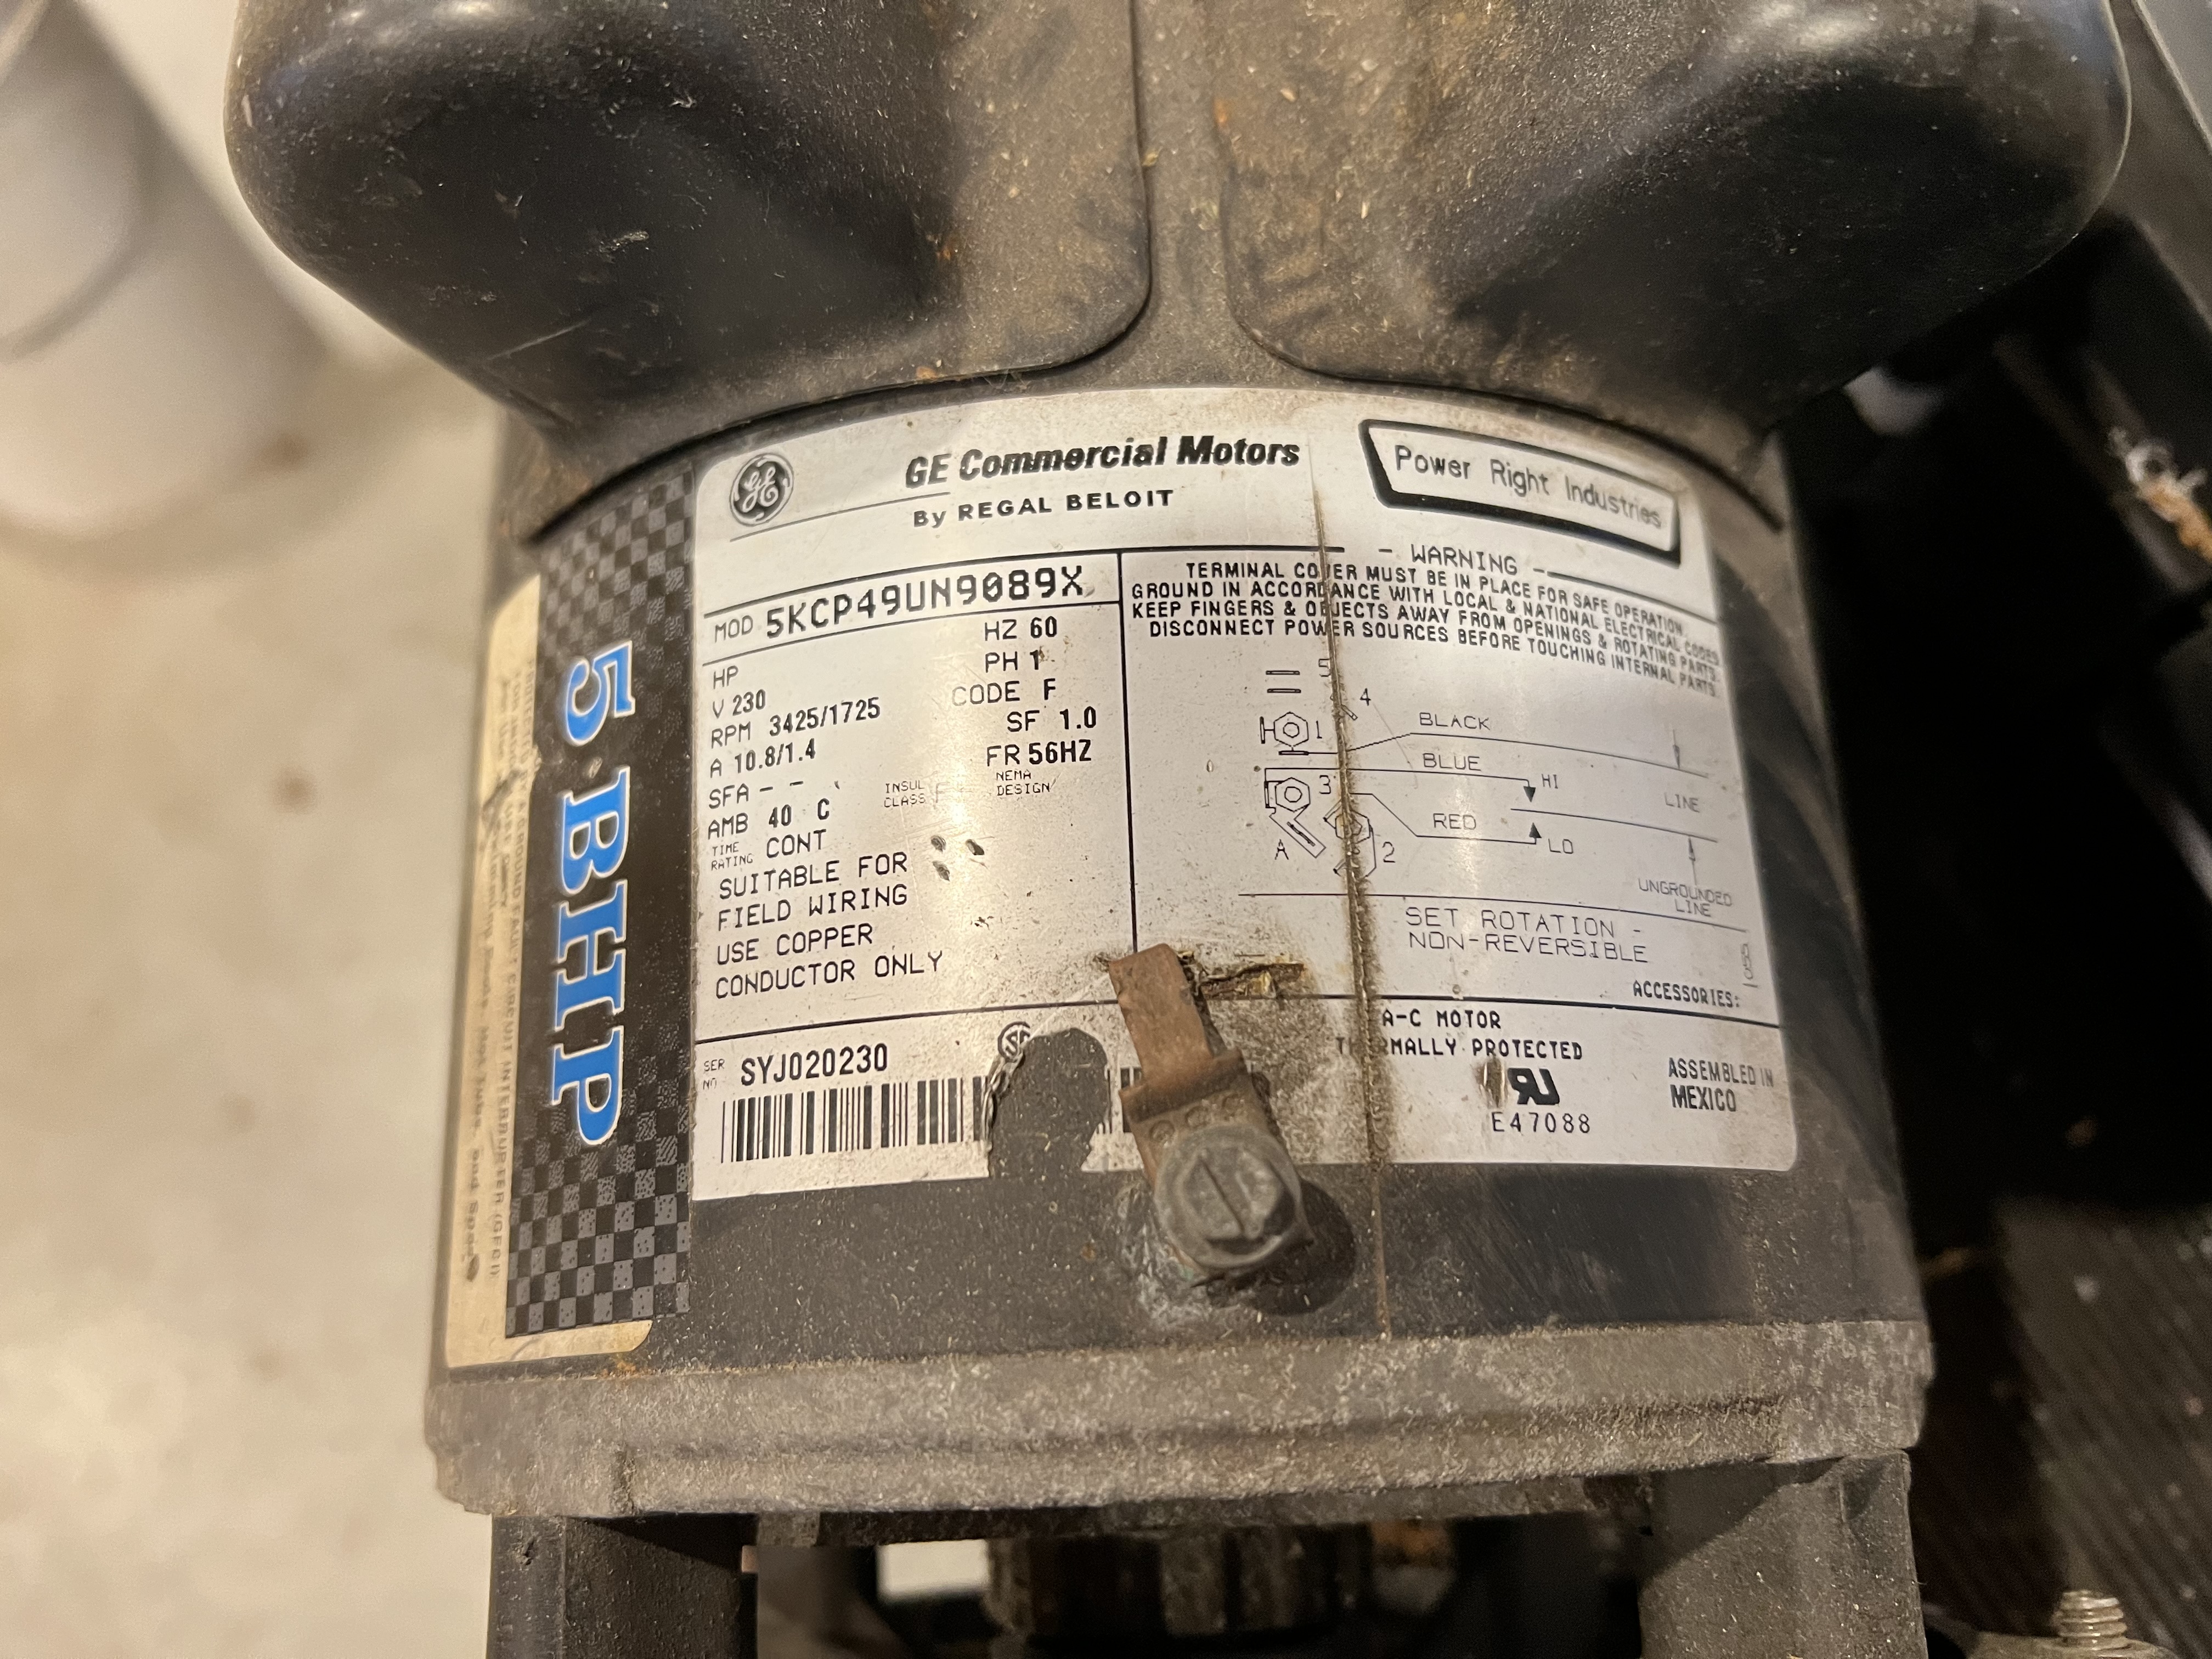 GE
GE Commercial Motors
By REGAL BELOIT
Power Right Industries
5 BHP
MOD 5KCP49UN9089X
HP
HZ 60
V 230
PH 1
RPM 3425/1725
CODE F
A 10.8/1.4
SF 1.0
SFA - -
FR 56HZ
AMB 40 C
INSUL CLASS F
NEMA DESIGN
TIME RATING CONT
SUITABLE FOR
FIELD WIRING
USE COPPER
CONDUCTOR ONLY
- WARNING -
TERMINAL COVER MUST BE IN PLACE FOR SAFE OPERATION.
GROUND IN ACCORDANCE WITH LOCAL & NATIONAL ELECTRICAL CODES
KEEP FINGERS & OBJECTS AWAY FROM OPENINGS & ROTATING PARTS.
DISCONNECT POWER SOURCES BEFORE TOUCHING INTERNAL PARTS.
5
4
1
BLACK
BLUE
HI
3
LINE
RED
LO
A
2
UNGROUNDED
LINE
SET ROTATION -
NON-REVERSIBLE
ACCESSORIES:
SER NO SYJ020230
A-C MOTOR
THERMALLY PROTECTED
E47088
ASSEMBLED IN
MEXICO